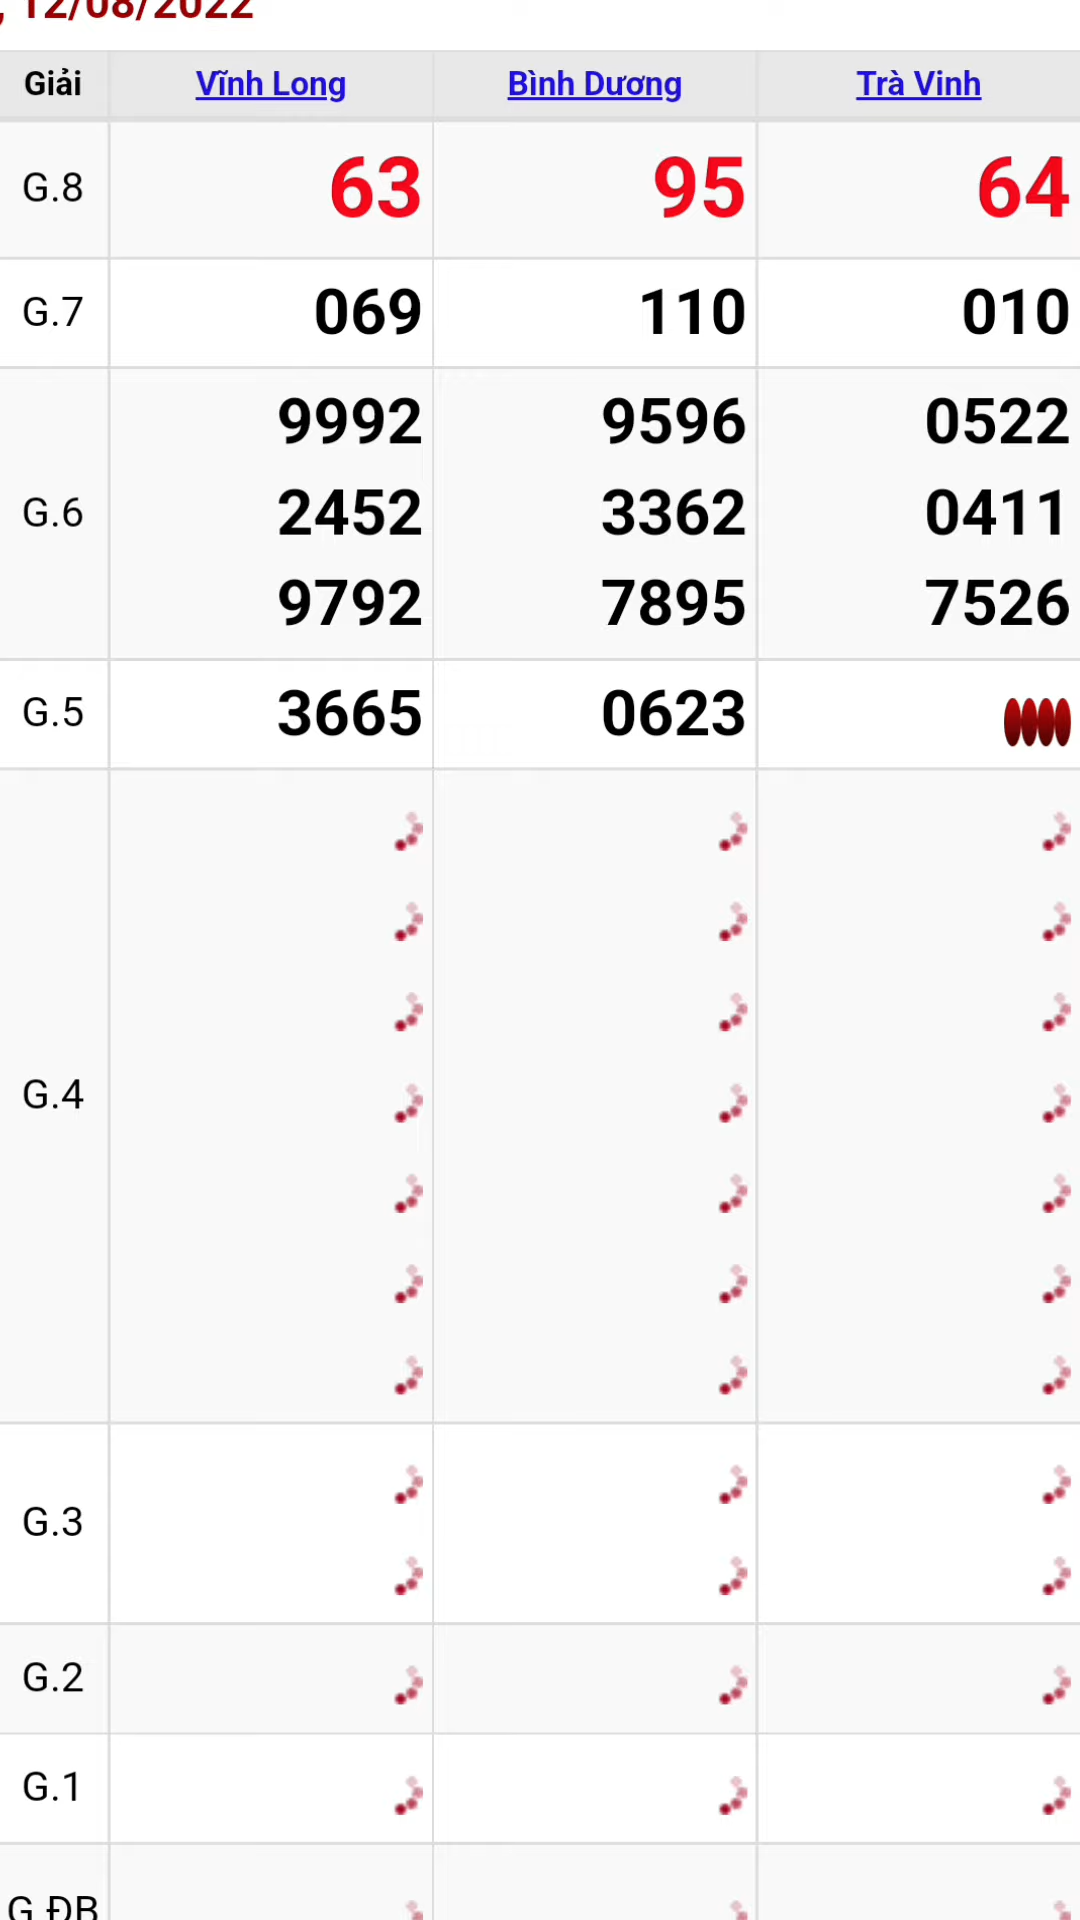 , 12/08/2022
Giải Vĩnh Long Bình Dương Trà Vinh
G.8 63 95 64
G.7 069 110 010
9992 9596 0522
G.6 2452 3362 0411
9792 7895 7526
G.5 3665 0623
G.4
G.3
G.2
G.1
G ĐB